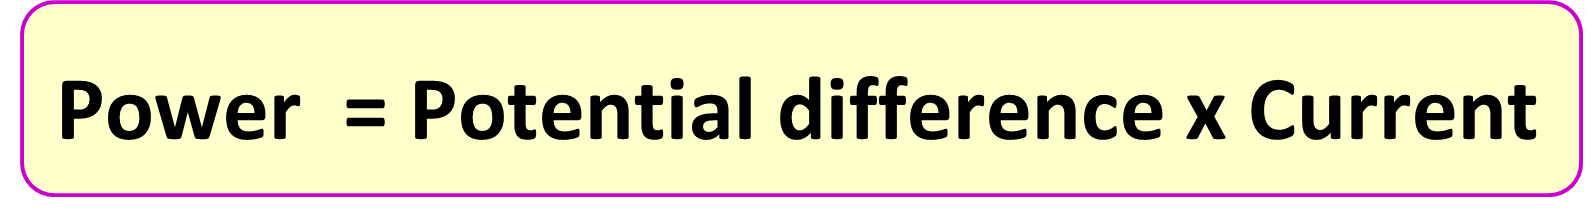 Power  = Potential difference x Current